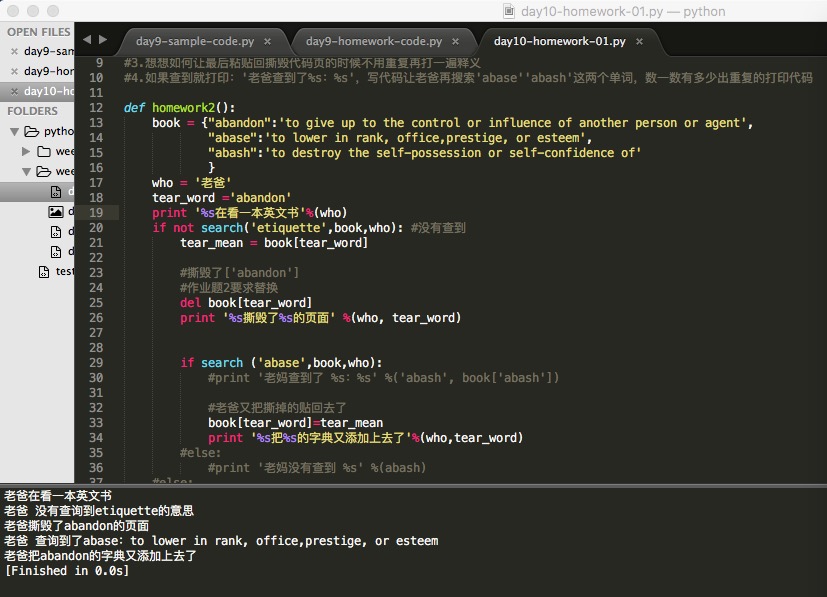 day10-homework-01.py — python
OPEN FILES
day9-sam
day9-hor
day10-ho
FOLDERS
pytho
wee
wee
d
d
d
d
test
day9-sample-code.py ×
day9-homework-code.py ×
day10-homework-01.py ×
9 #3.想想如何让最后粘贴回撕毁代码页的时候不用重复再打一遍释义
10 #4.如果查到就打印：'老爸查到了%s：%s'，写代码让老爸再搜索'abase''abash'这两个单词，数一数有多少出重复的打印代码
11
12 def homework2():
13 book = {"abandon":'to give up to the control or influence of another person or agent',
14 "abase":'to lower in rank, office,prestige, or esteem',
15 "abash":'to destroy the self-possession or self-confidence of'
16 }
17 who = '老爸'
18 tear_word ='abandon'
19 print '%s在看一本英文书'%(who)
20 if not search('etiquette',book,who): #没有查到
21 tear_mean = book[tear_word]
22
23 #撕毁了['abandon']
24 #作业题2要求替换
25 del book[tear_word]
26 print '%s撕毁了%s的页面' %(who, tear_word)
27
28
29 if search ('abase',book,who):
30 #print '老妈查到了 %s：%s' %('abash', book['abash'])
31
32 #老爸又把撕掉的贴回去了
33 book[tear_word]=tear_mean
34 print '%s把%s的字典又添加上去了'%(who,tear_word)
35 #else:
36 #print '老妈没有查到 %s' %(abash)
37 #else:
老爸在看一本英文书
老爸 没有查询到etiquette的意思
老爸撕毁了abandon的页面
老爸 查询到了abase：to lower in rank, office,prestige, or esteem
老爸把abandon的字典又添加上去了
[Finished in 0.0s]